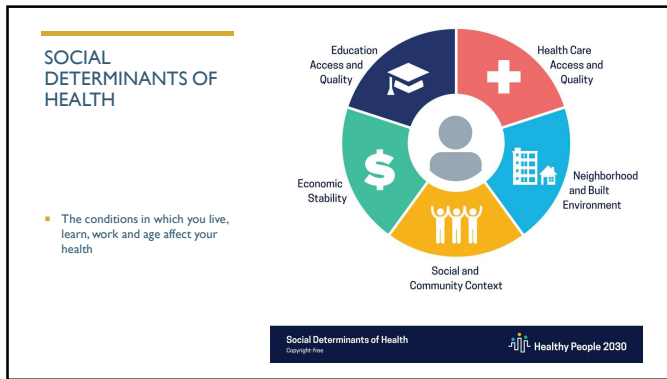 SOCIAL
DETERMINANTS OF
HEALTH
The conditions in which you live,
learn, work and age affect your
health
Education
Access and
Quality
Health Care
Access and
Quality
Economic
Stability
$
Neighborhood
and Built
Environment
Social and
Community Context
Social Determinants of Health
Copyright-free
Healthy People 2030